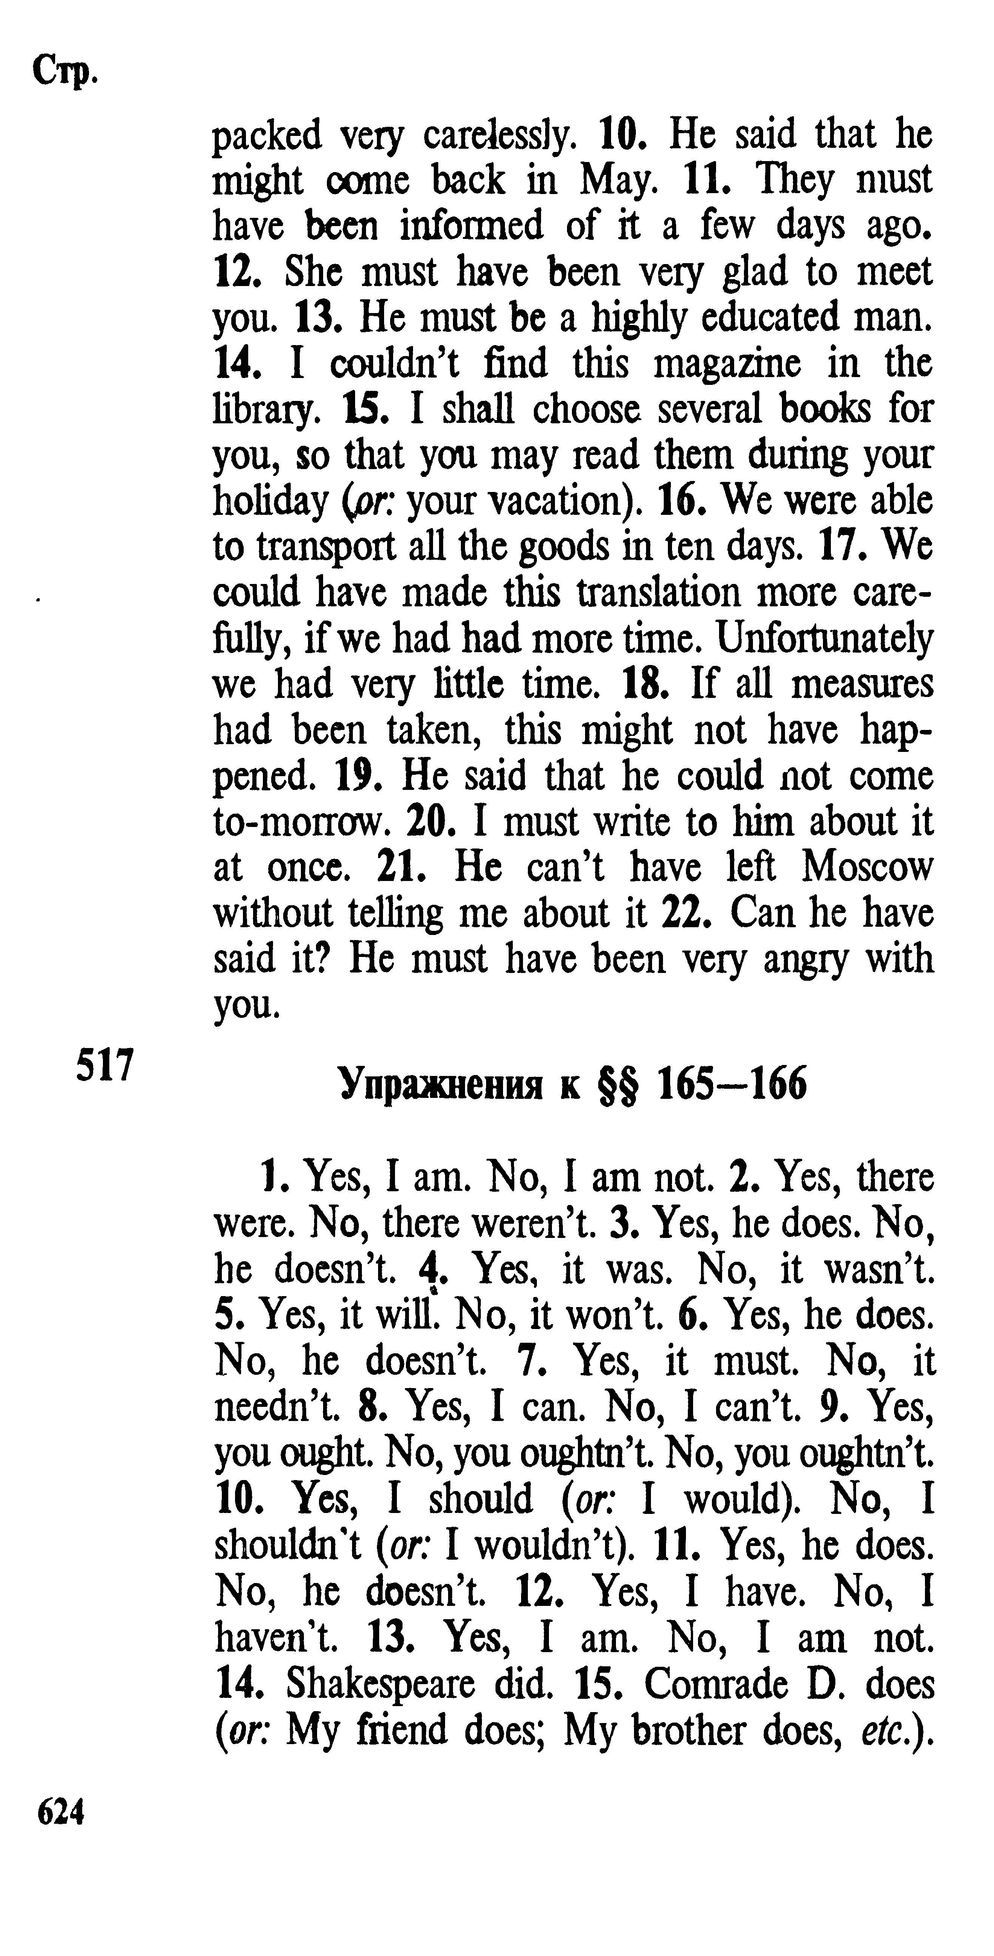 Стр.
packed very carelessly. 10. He said that he
might come back in May. 11. They must
have been informed of it a few days ago.
12. She must have been very glad to meet
you. 13. He must be a highly educated man.
14. I couldn't find this magazine in the
library. 15. I shall choose several books for
you, so that you may read them during your
holiday (or: your vacation). 16. We were able
to transport all the goods in ten days. 17. We
could have made this translation more care-
fully, if we had had more time. Unfortunately
we had very little time. 18. If all measures
had been taken, this might not have hap-
pened. 19. He said that he could not come
to-morrow. 20. I must write to him about it
at once. 21. He can't have left Moscow
without telling me about it 22. Can he have
said it? He must have been very angry with
you.
517
Упражнения к §§ 165—166
1. Yes, I am. No, I am not. 2. Yes, there
were. No, there weren't. 3. Yes, he does. No,
he doesn't. 4. Yes, it was. No, it wasn't.
5. Yes, it will. No, it won't. 6. Yes, he does.
No, he doesn't. 7. Yes, it must. No, it
needn't. 8. Yes, I can. No, I can't. 9. Yes,
you ought. No, you oughtn't. No, you oughtn't.
10. Yes, I should (or: I would). No, I
shouldn't (or: I wouldn't). 11. Yes, he does.
No, he doesn't. 12. Yes, I have. No, I
haven't. 13. Yes, I am. No, I am not.
14. Shakespeare did. 15. Comrade D. does
(or: My friend does; My brother does, etc.).
624